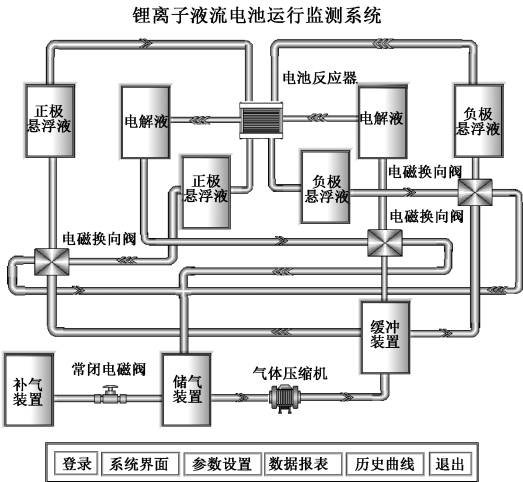 锂离子液流电池运行监测系统
电池反应器
正极
悬浮液
电解液
电解液
负极
悬浮液
正极
悬浮液
负极
悬浮液
电磁换向阀
电磁换向阀
电磁换向阀
缓冲
装置
常闭电磁阀
气体压缩机
补气
装置
储气
装置
登录
系统界面
参数设置
数据报表
历史曲线
退出